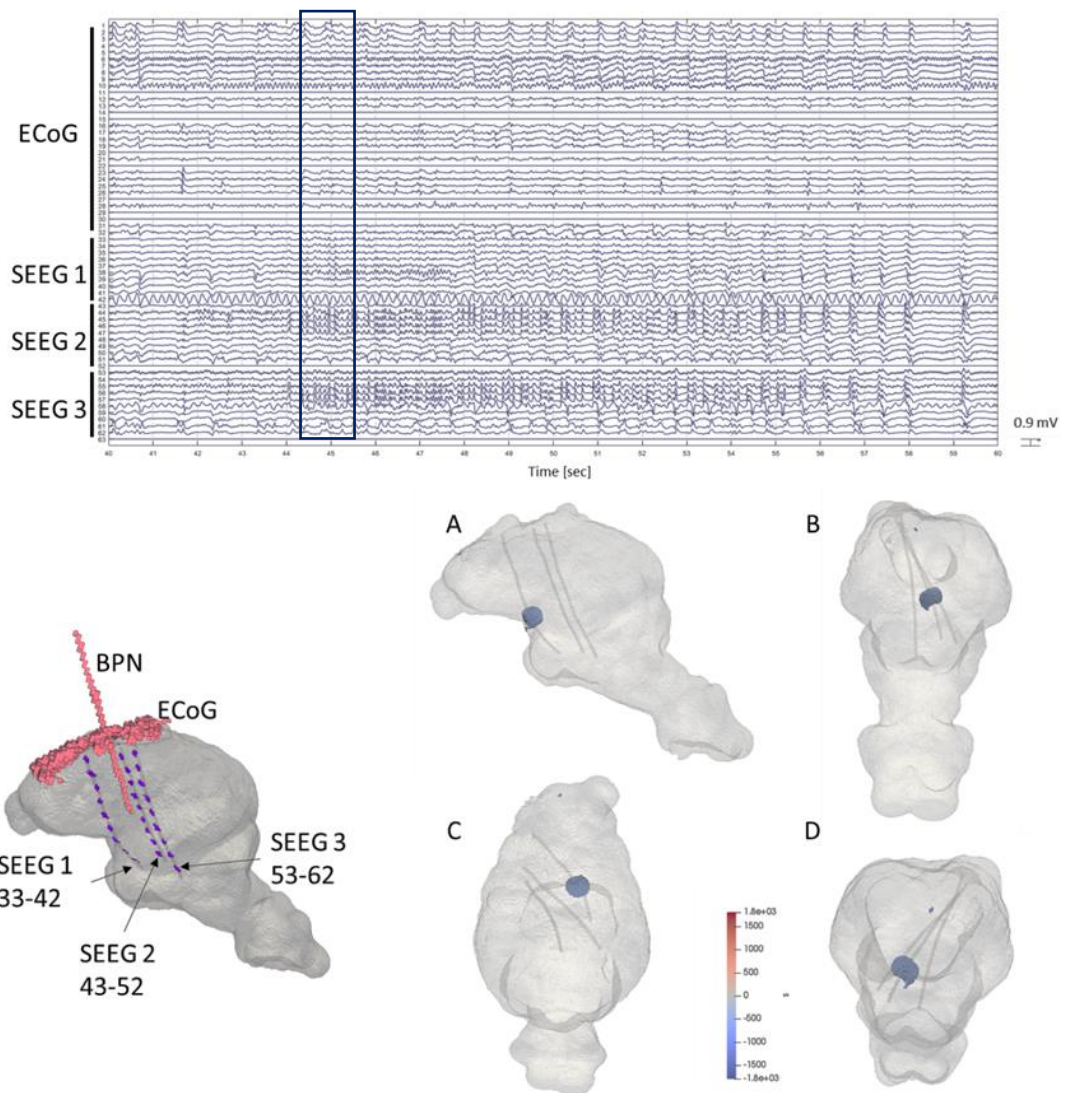 ECoG
SEEG 1
SEEG 2
SEEG 3
40 41 42 43 44 45 46 47 48 49 50 51 52 53 54 55 56 57 58 59 60
Time [sec]
0.9 mV
A
B
BPN
ECoG
SEEG 1
33-42
SEEG 2
43-52
SEEG 3
53-62
C
D
1.8e+03
1500
1000
500
0
-500
-1000
-1500
-1.8e+03
s